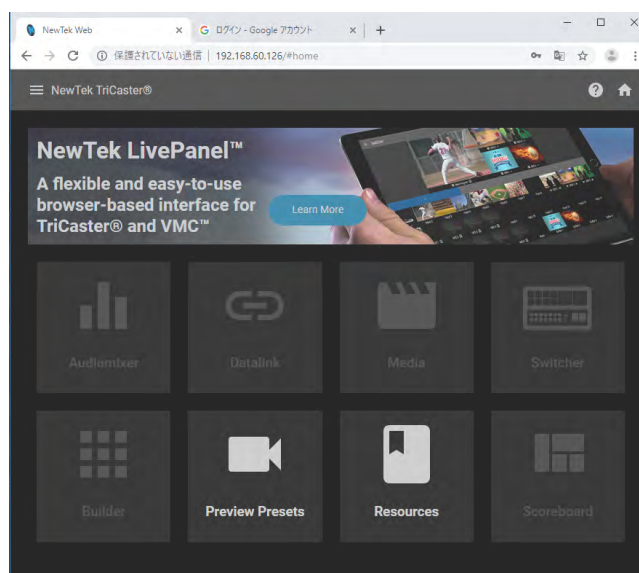 NewTek Web
ログイン - Google アカウント
保護されていない通信 | 192.168.60.126/#home
NewTek TriCaster®
NewTek LivePanel™
A flexible and easy-to-use
browser-based interface for
TriCaster® and VMC™
Learn More
Audiomixer
Datalink
Media
Switcher
Builder
Preview Presets
Resources
Scoreboard